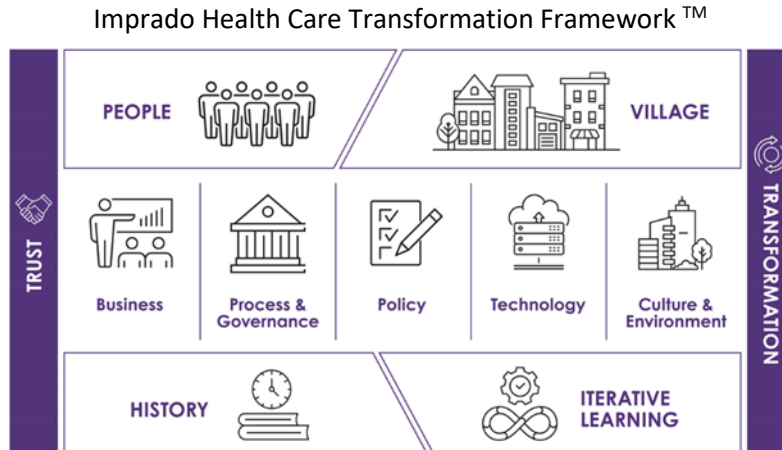 Imprado Health Care Transformation Framework ™
PEOPLE
VILLAGE
TRUST
TRANSFORMATION
Business
Process &
Governance
Policy
Technology
Culture &
Environment
HISTORY
ITERATIVE
LEARNING